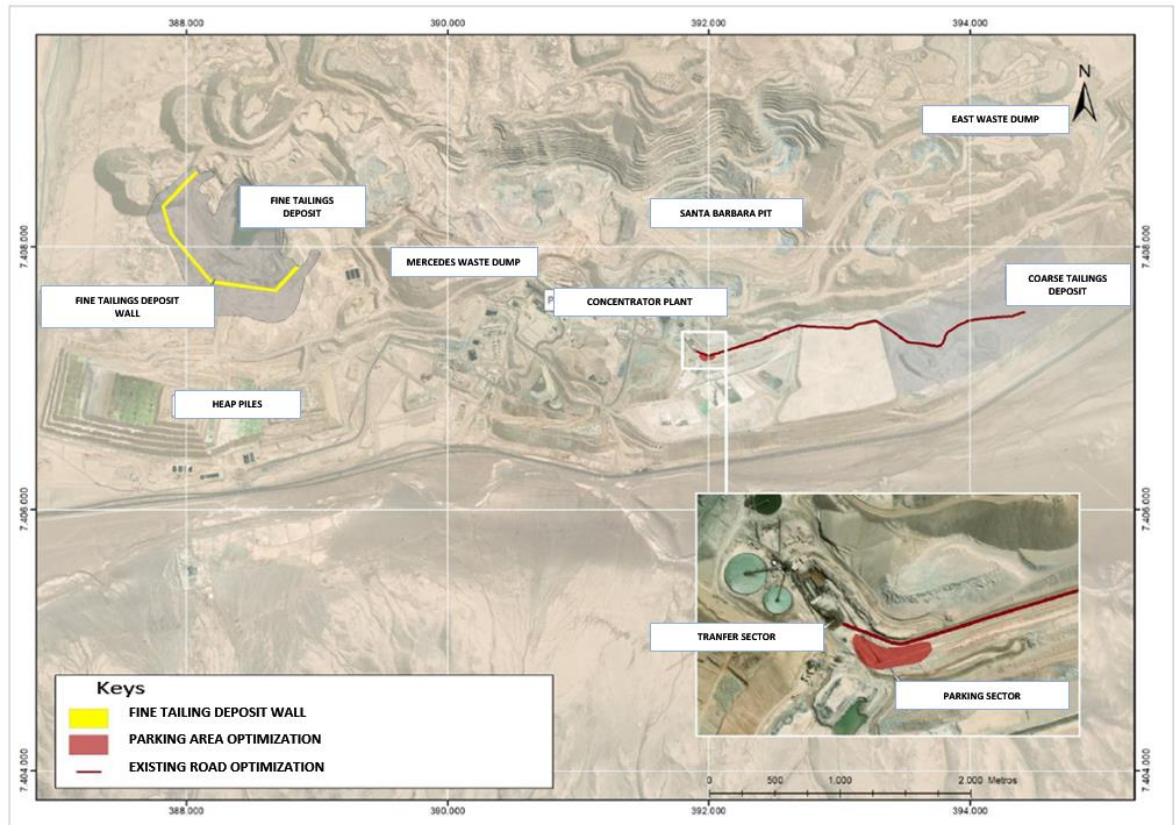 388.000
390.000
392.000
394.000
N
EAST WASTE DUMP
FINE TAILINGS
DEPOSIT
SANTA BARBARA PIT
7.408.000
7.408.000
MERCEDES WASTE DUMP
COARSE TAILINGS
DEPOSIT
FINE TAILINGS DEPOSIT
WALL
P
CONCENTRATOR PLANT
HEAP PILES
7.406.000
7.406.000
TRANFER SECTOR
PARKING SECTOR
Keys
FINE TAILING DEPOSIT WALL
PARKING AREA OPTIMIZATION
EXISTING ROAD OPTIMIZATION
7.404.000
7.404.000
0 500 1.000 2.000 Metros
388.000
390.000
392.000
394.000